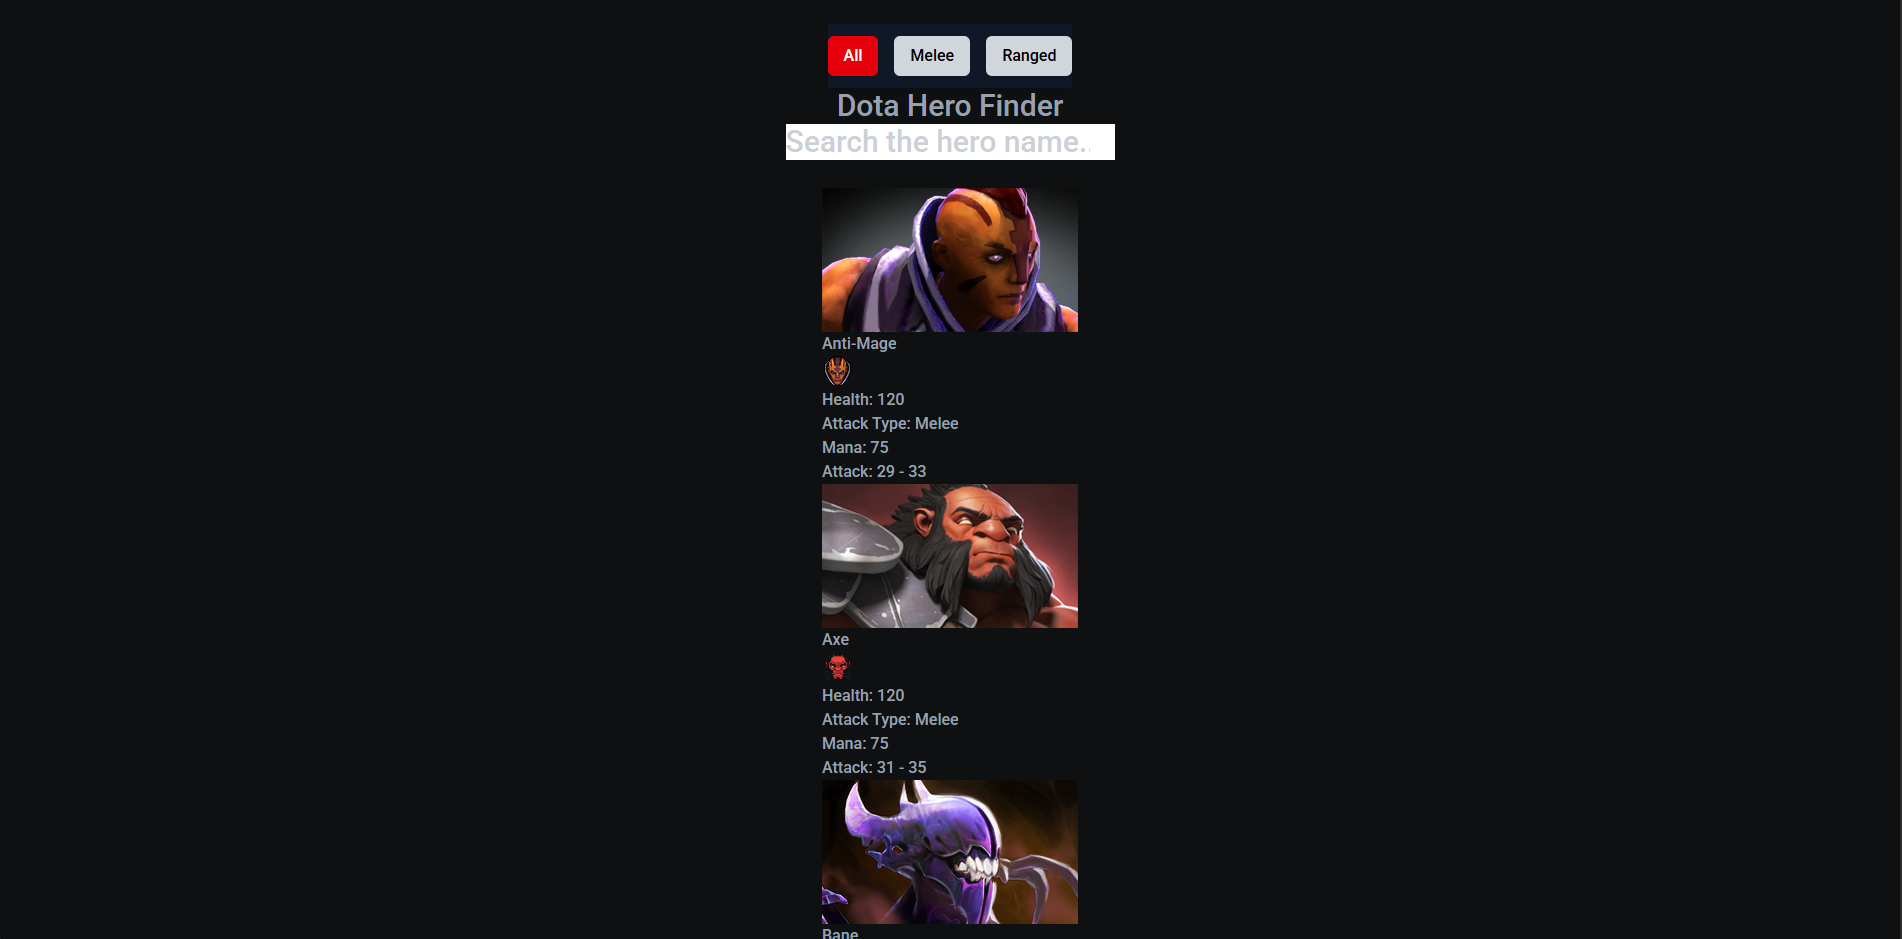 All
Melee
Ranged
Dota Hero Finder
Search the hero name..
Anti-Mage
Health: 120
Attack Type: Melee
Mana: 75
Attack: 29 - 33
Axe
Health: 120
Attack Type: Melee
Mana: 75
Attack: 31 - 35
Bane